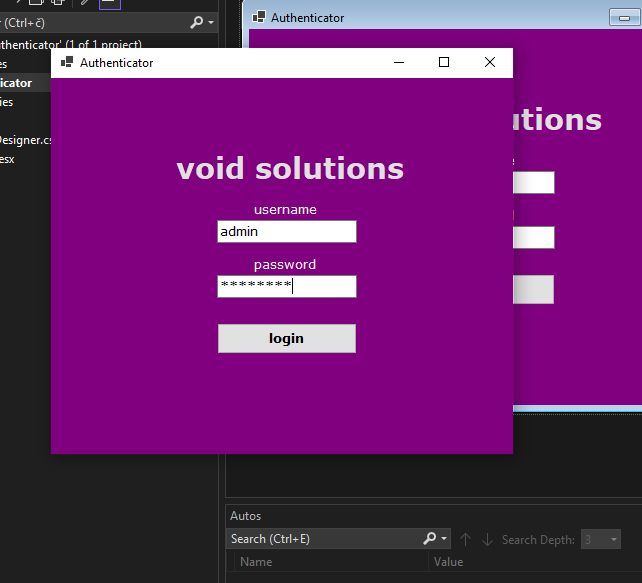 (Ctrl+č)
Authenticator
uthenticator' (1 of 1 project)
es
Authenticator
icator
ies
Designer.cs
esx
void solutions
utions
username
e
admin
password
********
login
Autos
Search (Ctrl+E)
Search Depth: 3
Name
Value